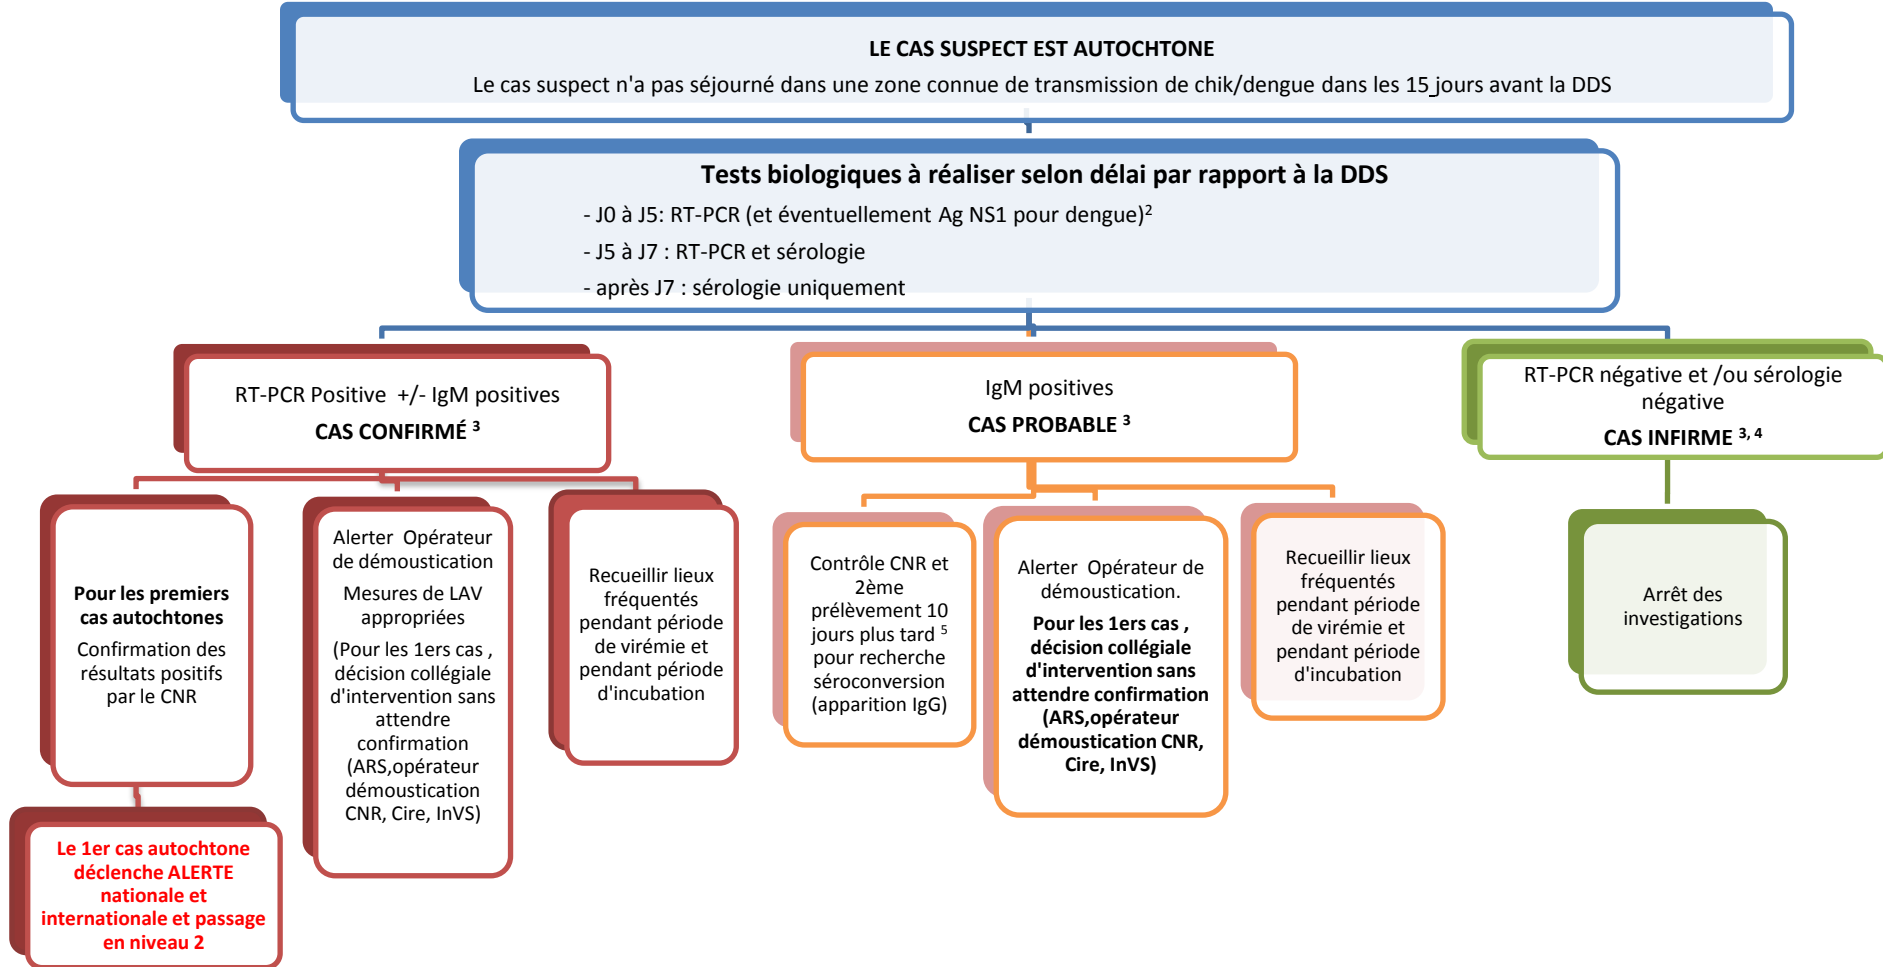 LE CAS SUSPECT EST AUTOCHTONE
Le cas suspect n'a pas séjourné dans une zone connue de transmission de chik/dengue dans les 15 jours avant la DDS
Tests biologiques à réaliser selon délai par rapport à la DDS
- J0 à J5: RT-PCR (et éventuellement Ag NS1 pour dengue)²
- J5 à J7 : RT-PCR et sérologie
- après J7 : sérologie uniquement
RT-PCR Positive +/- IgM positives
CAS CONFIRMÉ ³
IgM positives
CAS PROBABLE ³
RT-PCR négative et /ou sérologie
négative
CAS INFIRME ³, ⁴
Pour les premiers
cas autochtones
Confirmation des
résultats positifs
par le CNR
Alerter Opérateur
de démoustication
Mesures de LAV
appropriées
(Pour les 1ers cas ,
décision collégiale
d'intervention sans
attendre
confirmation
(ARS,opérateur
démoustication
CNR, Cire, InVS)
Recueillir lieux
fréquentés
pendant période
de virémie et
pendant période
d'incubation
Contrôle CNR et
2ème
prélèvement 10
jours plus tard ⁵
pour recherche
séroconversion
(apparition IgG)
Alerter Opérateur de
démoustication.
Pour les 1ers cas ,
décision collégiale
d'intervention sans
attendre confirmation
(ARS,opérateur
démoustication CNR,
Cire, InVS)
Recueillir lieux
fréquentés
pendant période
de virémie et
pendant période
d'incubation
Arrêt des
investigations
Le 1er cas autochtone
déclenche ALERTE
nationale et
internationale et passage
en niveau 2